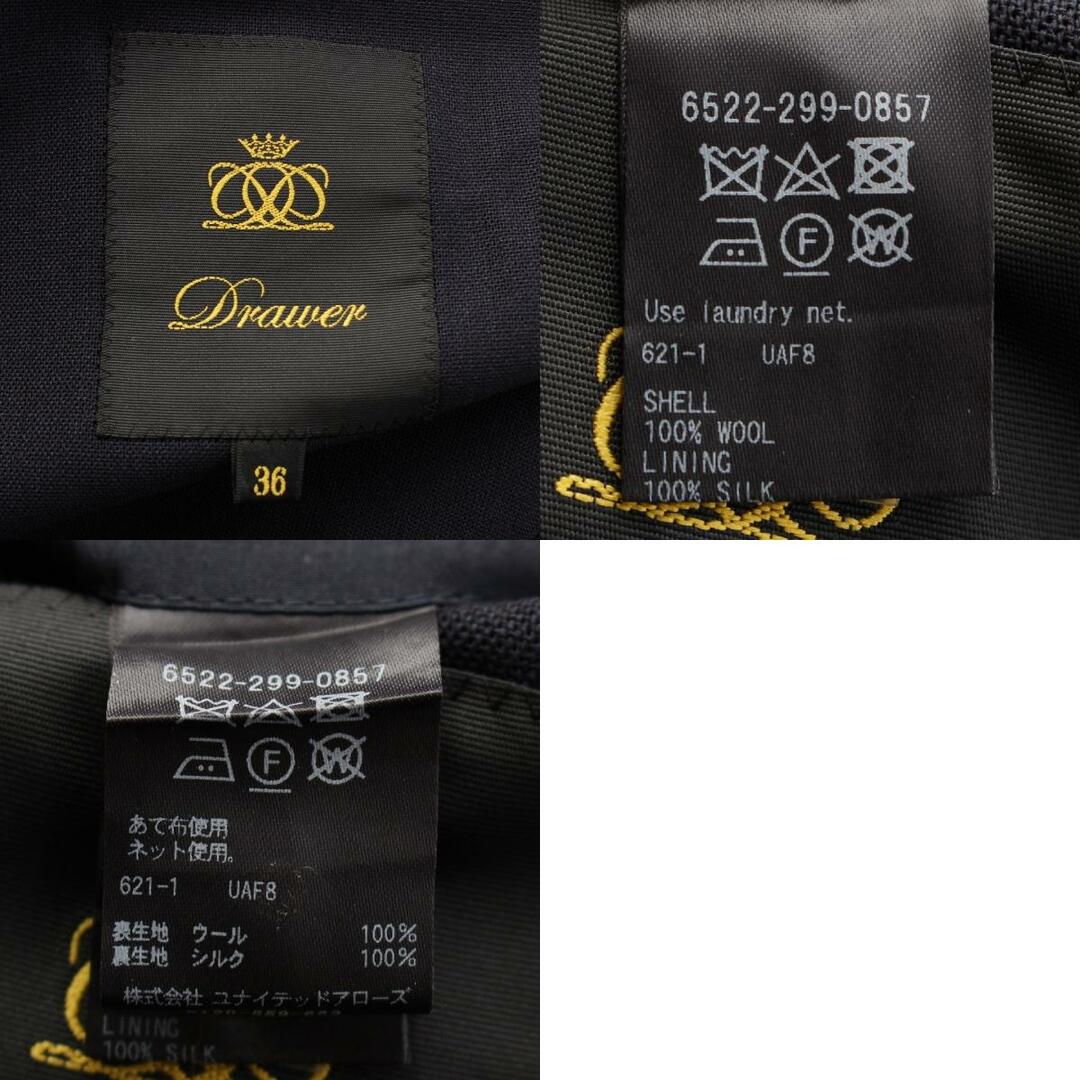 Drawer
36
6522-299-0857
W
F
Use laundry net.
621-1 UAF8
SHELL
100% WOOL
LINING
100% SILK
6522-299-0857
F
W
あて布使用
ネット使用。
621-1 UAF8
表生地 ウール 100%
裏生地 シルク 100%
株式会社 ユナイテッドアローズ
LINING
100% SILK